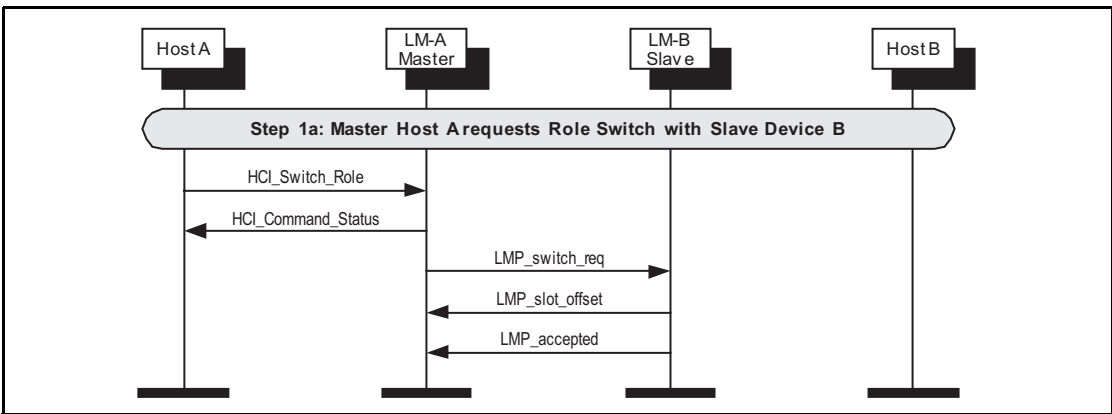 Host A
LM-A
Master
LM-B
Slave
Host B
Step 1a: Master Host A requests Role Switch with Slave Device B
HCI_Switch_Role
HCI_Command_Status
LMP_switch_req
LMP_slot_offset
LMP_accepted